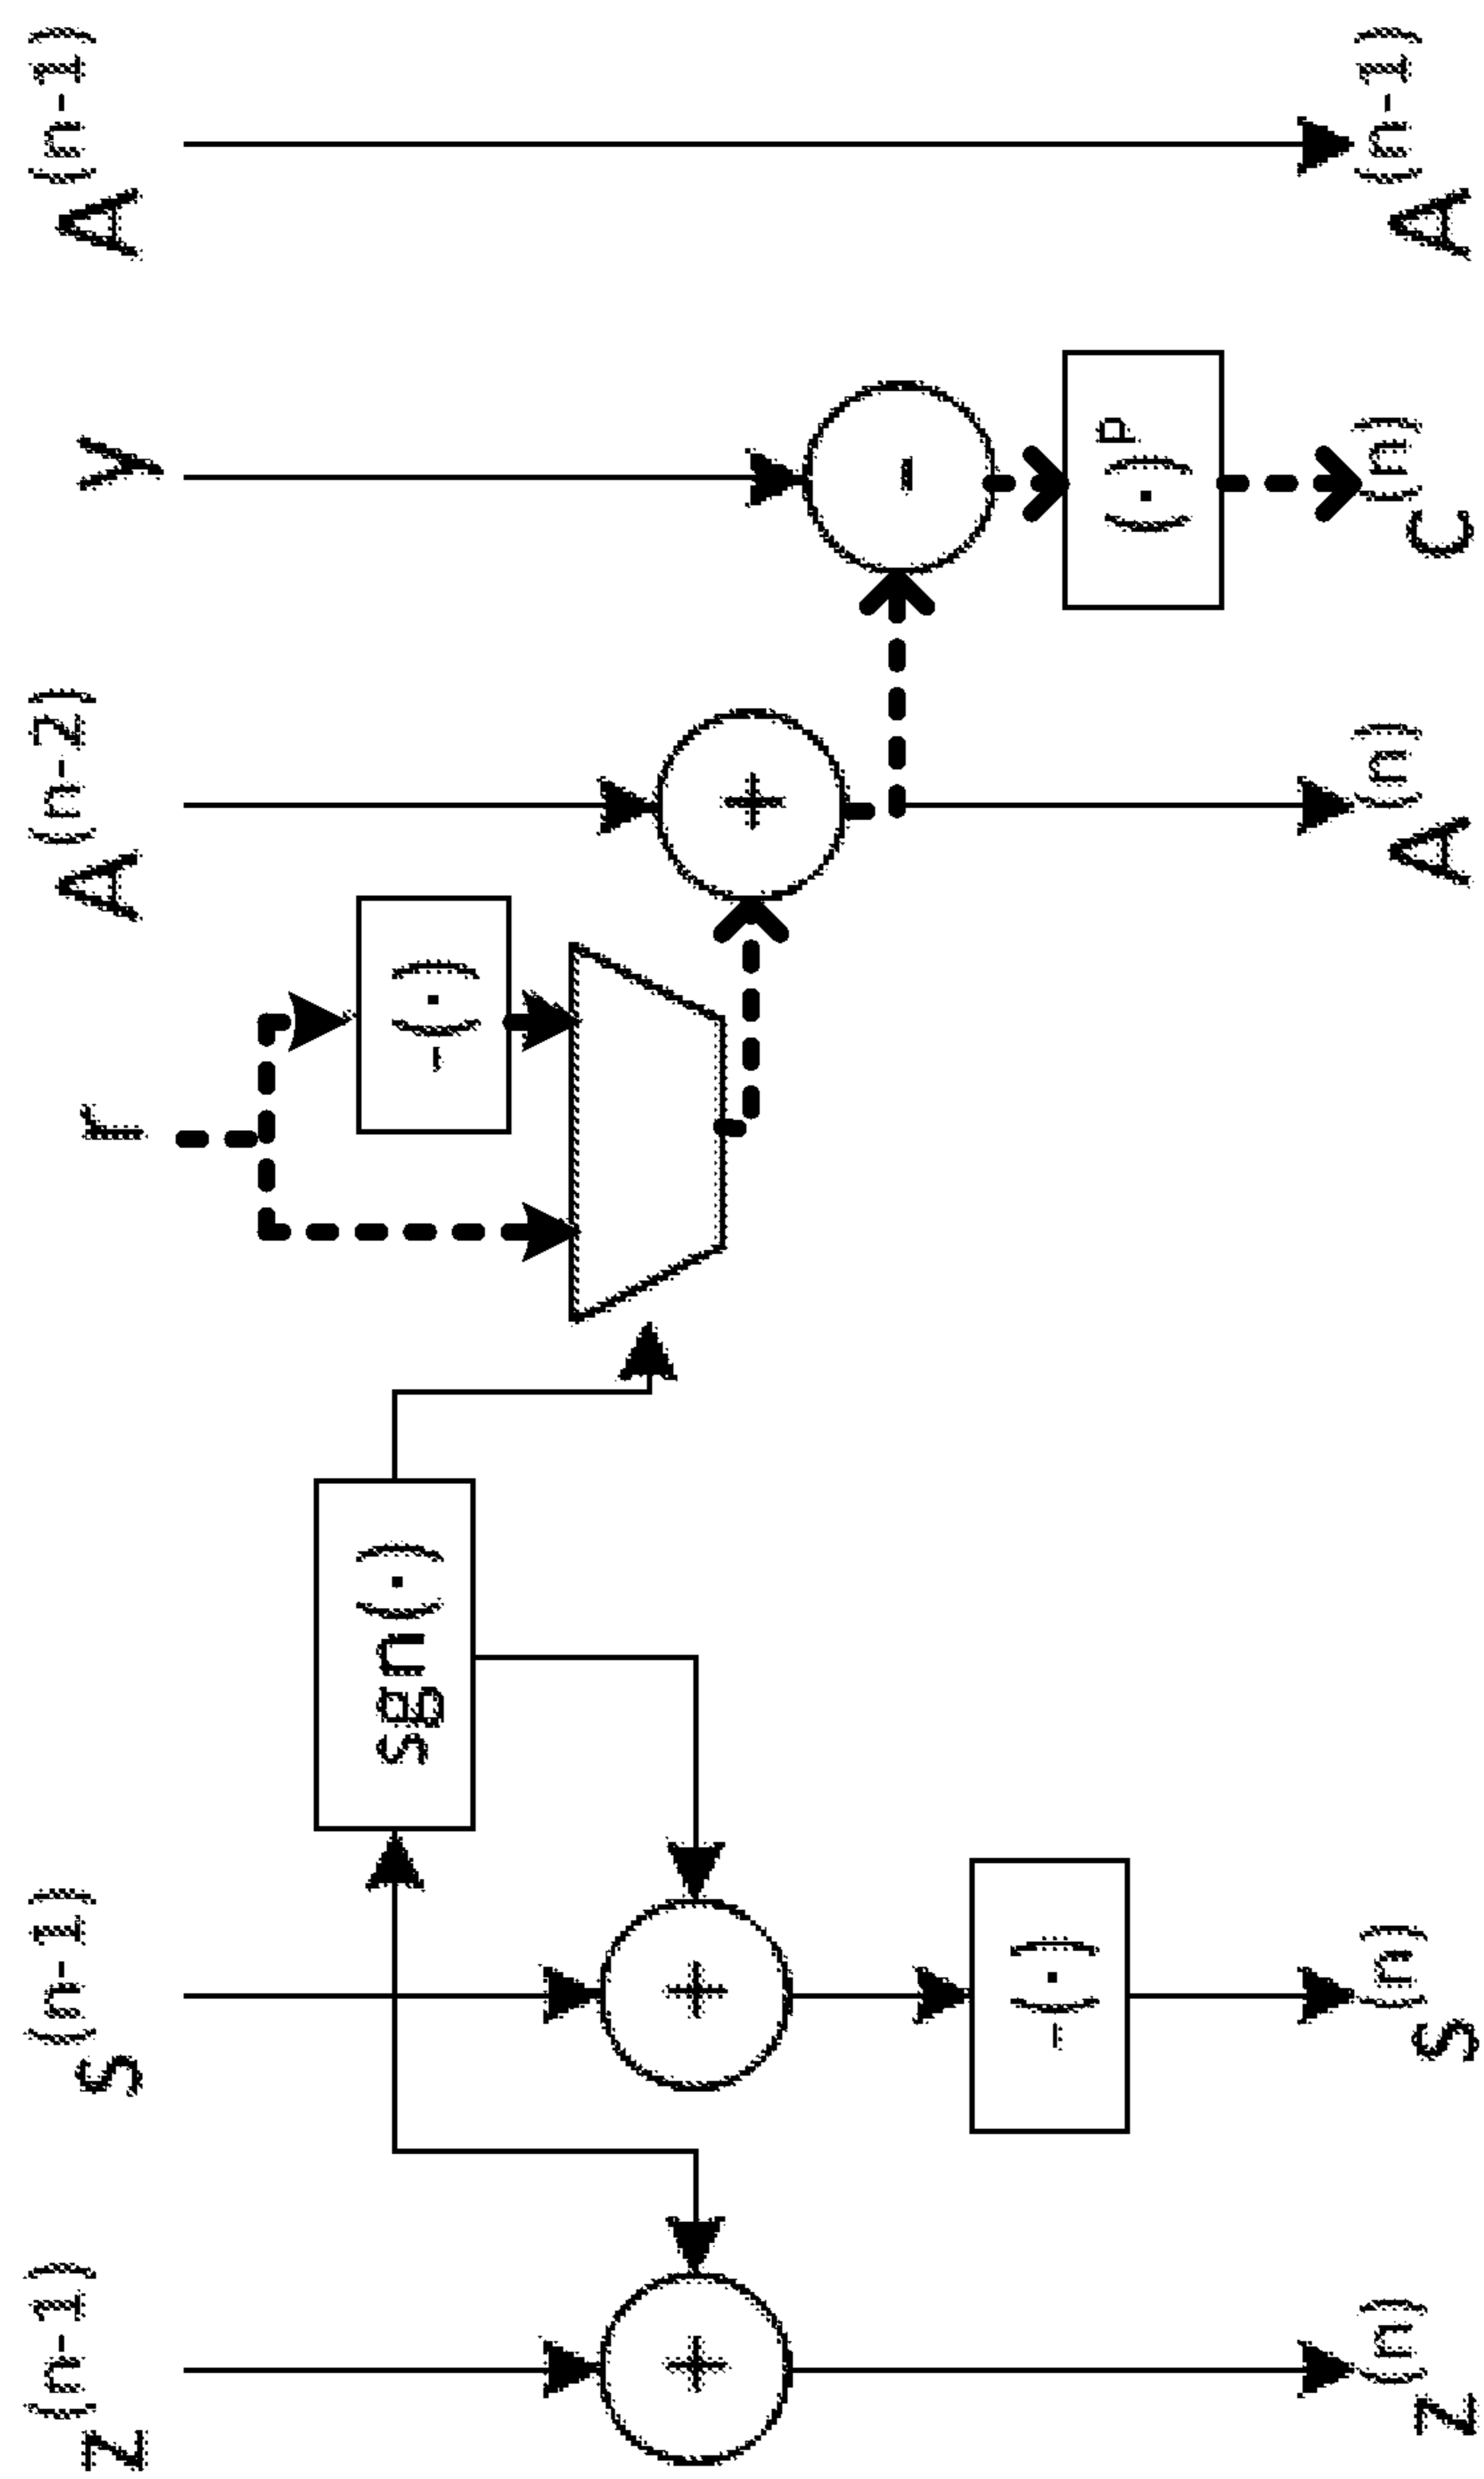 z(n-1) s(n-1) r A(n-2) y A(n-1)
sgn(·) -(·)
+ + +
-
-(·) (·)P
z(n) s(n) A(n) c(n) A(n-1)